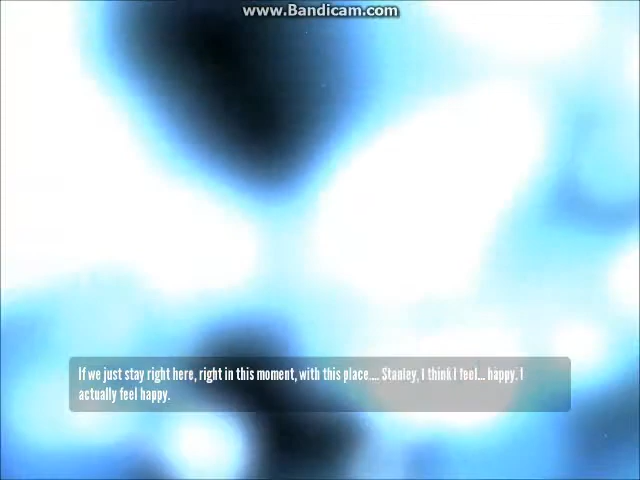 www.Bandicam.com
If we just stay right here, right in this moment, with this place.... Stanley, I think I feel... happy. I
actually feel happy.